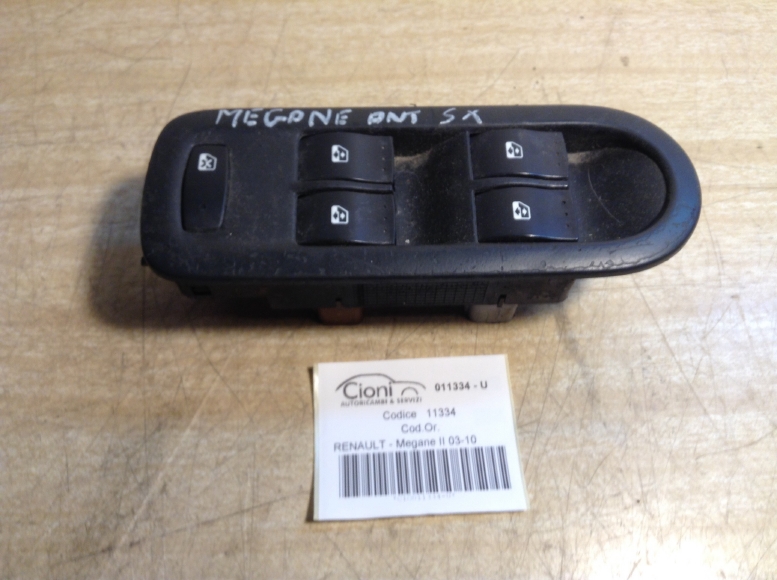 MEGANE ANT SX
Cioni 011334 - U
AUTORICAMBI & SERVIZI
Codice 11334
Cod.Or.
RENAULT - Megane II 03-10